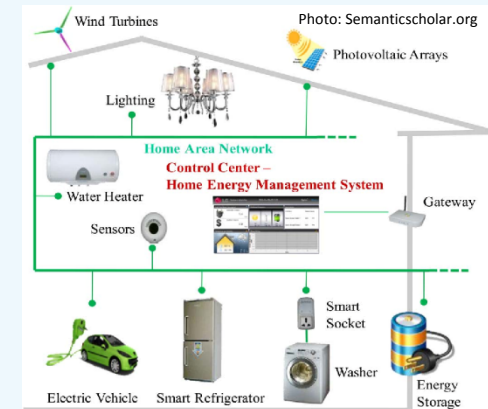 Photo: Semanticscholar.org
Wind Turbines
Photovoltaic Arrays
Lighting
Home Area Network
Control Center –
Home Energy Management System
Water Heater
Gateway
Sensors
Smart
Socket
Washer
Electric Vehicle
Smart Refrigerator
Energy
Storage